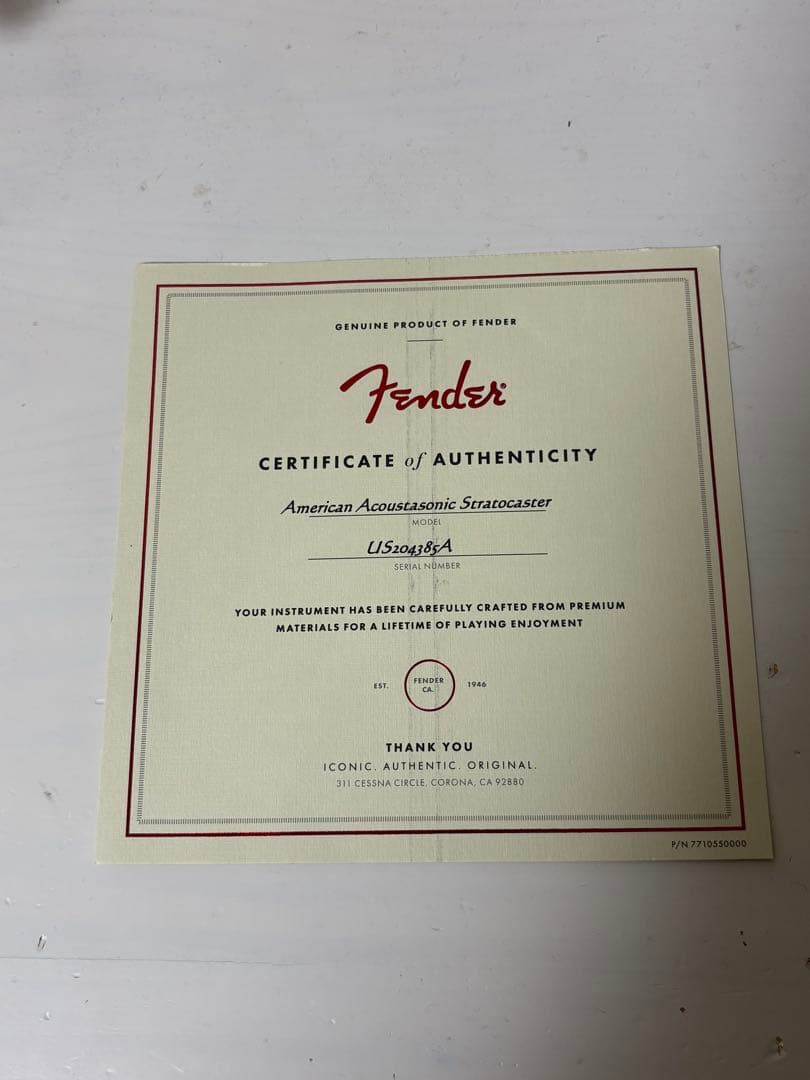 GENUINE PRODUCT OF FENDER
Fender
CERTIFICATE of AUTHENTICITY
American Acoustasonic Stratocaster
MODEL
US204385A
SERIAL NUMBER
YOUR INSTRUMENT HAS BEEN CAREFULLY CRAFTED FROM PREMIUM
MATERIALS FOR A LIFETIME OF PLAYING ENJOYMENT
EST. FENDER CA. 1946
THANK YOU
ICONIC. AUTHENTIC. ORIGINAL.
311 CESSNA CIRCLE, CORONA, CA 92880
P/N 7710550000